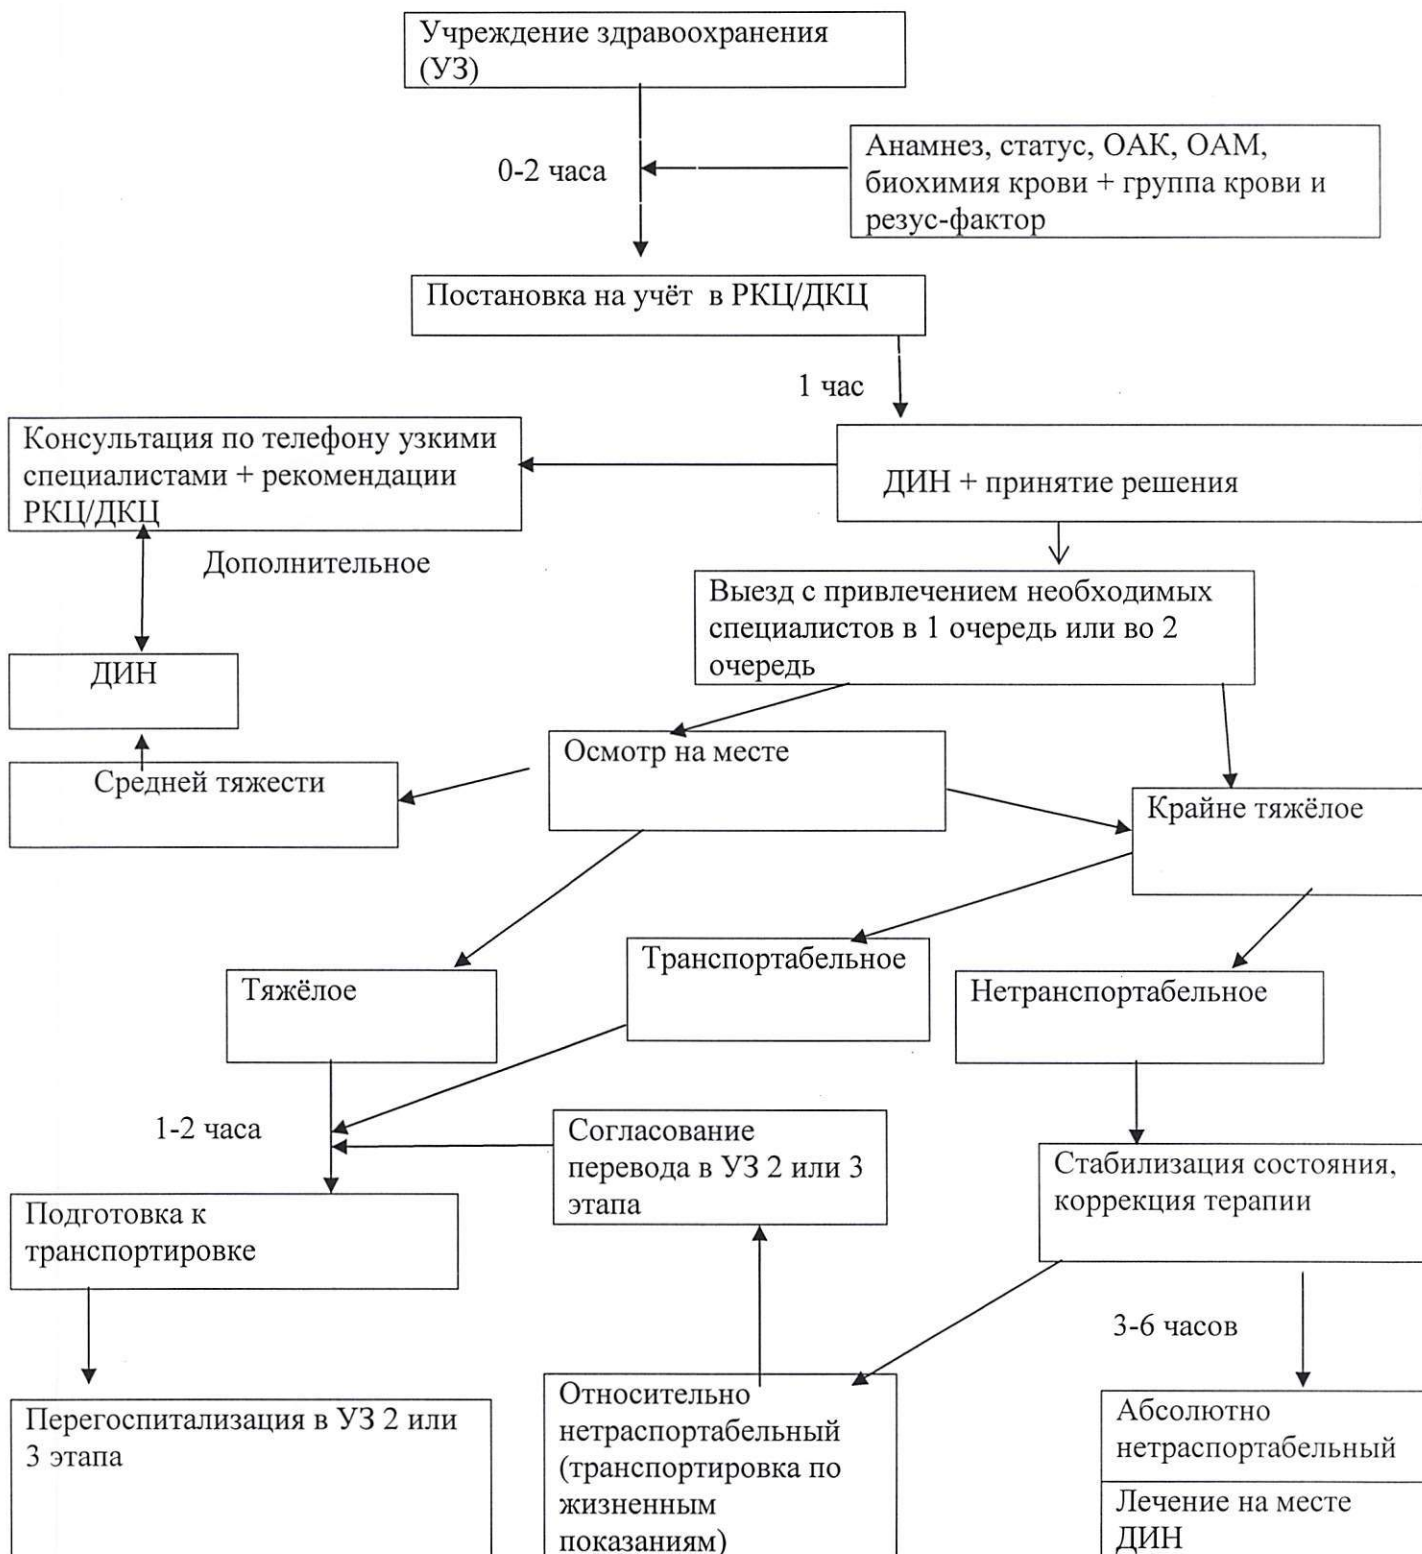 Учреждение здравоохранения
(УЗ)
0-2 часа
Анамнез, статус, ОАК, ОАМ,
биохимия крови + группа крови и
резус-фактор
Постановка на учёт в РКЦ/ДКЦ
1 час
Консультация по телефону узкими
специалистами + рекомендации
РКЦ/ДКЦ
ДИН + принятие решения
Дополнительное
Выезд с привлечением необходимых
специалистов в 1 очередь или во 2
очередь
ДИН
Осмотр на месте
Средней тяжести
Крайне тяжёлое
Транспортабельное
Тяжёлое
Нетранспортабельное
1-2 часа
Согласование
перевода в УЗ 2 или 3
этапа
Стабилизация состояния,
коррекция терапии
Подготовка к
транспортировке
3-6 часов
Перегоспитализация в УЗ 2 или
3 этапа
Относительно
нетраспортабельный
(транспортировка по
жизненным
показаниям)
Абсолютно
нетраспортабельный
Лечение на месте
ДИН